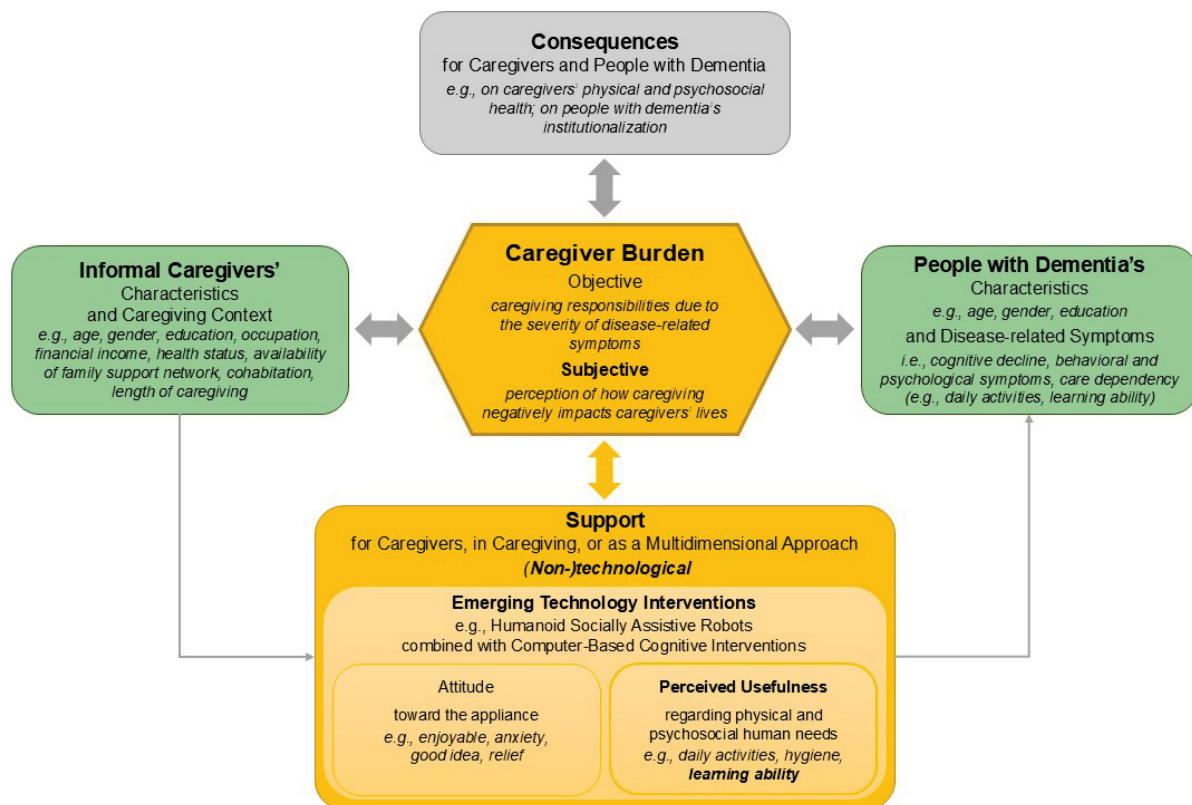 Consequences
for Caregivers and People with Dementia
e.g., on caregivers' physical and psychosocial
health; on people with dementia's
institutionalization
Informal Caregivers'
Characteristics
and Caregiving Context
e.g., age, gender, education, occupation,
financial income, health status, availability
of family support network, cohabitation,
length of caregiving
Caregiver Burden
Objective
caregiving responsibilities due to
the severity of disease-related
symptoms
Subjective
perception of how caregiving
negatively impacts caregivers' lives
People with Dementia's
Characteristics
e.g., age, gender, education
and Disease-related Symptoms
i.e., cognitive decline, behavioral and
psychological symptoms, care dependency
(e.g., daily activities, learning ability)
Support
for Caregivers, in Caregiving, or as a Multidimensional Approach
(Non-)technological
Emerging Technology Interventions
e.g., Humanoid Socially Assistive Robots
combined with Computer-Based Cognitive Interventions
Attitude
toward the appliance
e.g., enjoyable, anxiety,
good idea, relief
Perceived Usefulness
regarding physical and
psychosocial human needs
e.g., daily activities, hygiene,
learning ability